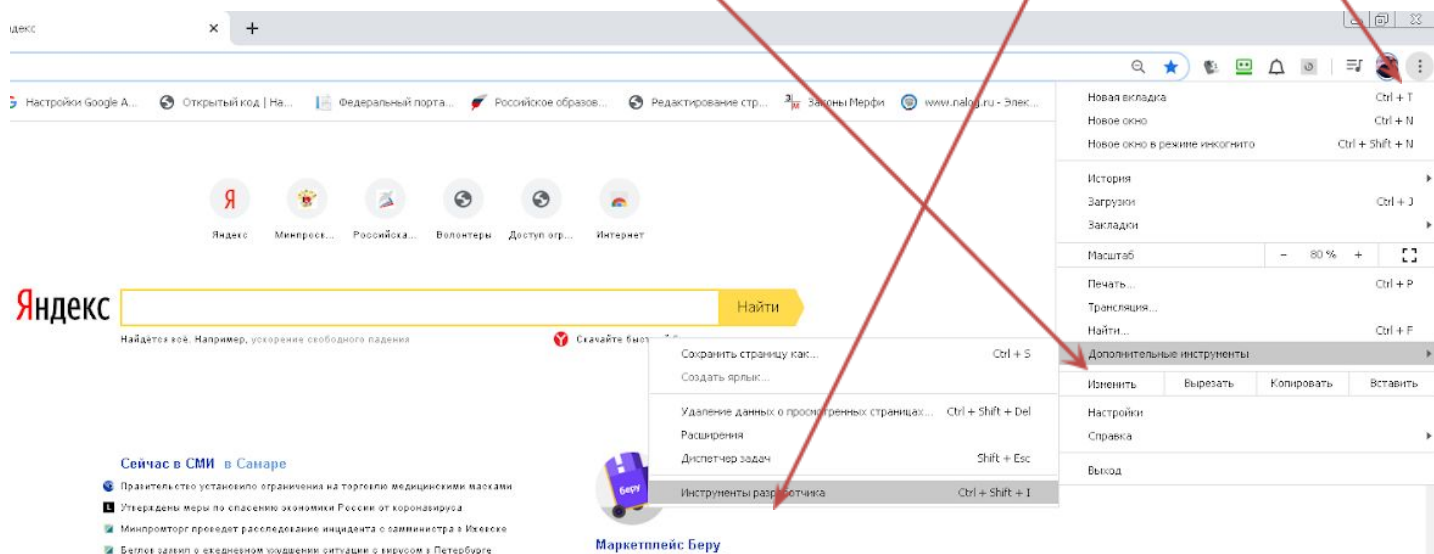 ндекс
Настройки Google A...
Открытый код | На...
Федеральный порта...
Российское образов...
Редактирование стр...
Законы Мерфи
www.nalog.ru - Элек...
Яндекс
Минпросв...
Российска...
Волонтеры
Доступ огр...
Интернет
Яндекс
Найти
Найдётся всё. Например, ускорение свободного падения
Скачайте быст
Новая вкладка Ctrl + T
Новое окно Ctrl + N
Новое окно в режиме инкогнито Ctrl + Shift + N
История
Загрузки Ctrl + J
Закладки
Масштаб - 80 % +
Печать... Ctrl + P
Трансляция...
Найти... Ctrl + F
Дополнительные инструменты
Изменить Вырезать Копировать Вставить
Настройки
Справка
Выход
Сохранить страницу как... Ctrl + S
Создать ярлык...
Удаление данных о просмотренных страницах... Ctrl + Shift + Del
Расширения
Диспетчер задач Shift + Esc
Инструменты разработчика Ctrl + Shift + I
Сейчас в СМИ в Самаре
Правительство установило ограничения на торговлю медицинскими масками
Утверждены меры по спасению экономики России от коронавируса
Минпромторг проведет расследование инцидента с замминистра в Ижевске
Беглов заявил о ежедневном ухудшении ситуации с вирусом в Петербурге
беру
Маркетплейс Беру